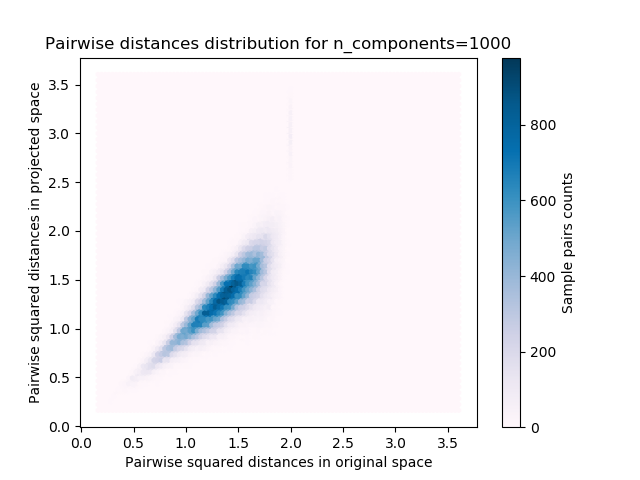 Pairwise distances distribution for n_components=1000
3.5
3.0
2.5
2.0
1.5
1.0
0.5
0.0
Pairwise squared distances in projected space
0.0 0.5 1.0 1.5 2.0 2.5 3.0 3.5
Pairwise squared distances in original space
800
600
400
200
0
Sample pairs counts